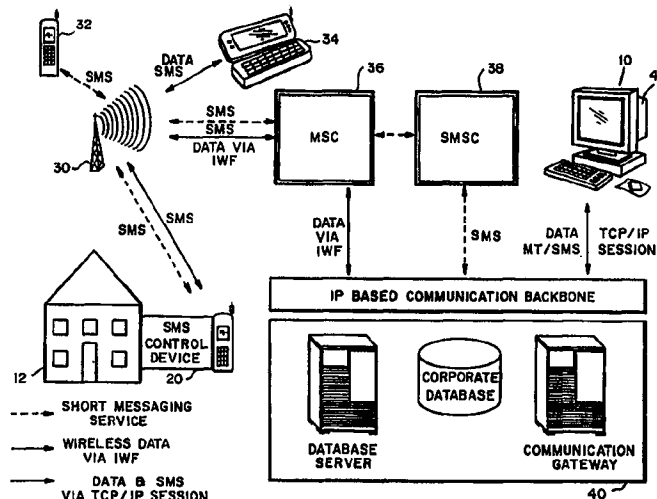 32
SMS
DATA
SMS
34
36
38
10
4
SMS
SMS
DATA VIA
IWF
MSC
SMSC
30
SMS
SMS
DATA
VIA
IWF
SMS
DATA
MT/SMS
TCP/IP
SESSION
IP BASED COMMUNICATION BACKBONE
SMS
CONTROL
DEVICE
12
20
DATABASE
SERVER
CORPORATE
DATABASE
COMMUNICATION
GATEWAY
40
SHORT MESSAGING
SERVICE
WIRELESS DATA
VIA IWF
DATA & SMS
VIA TCP/IP SESSION